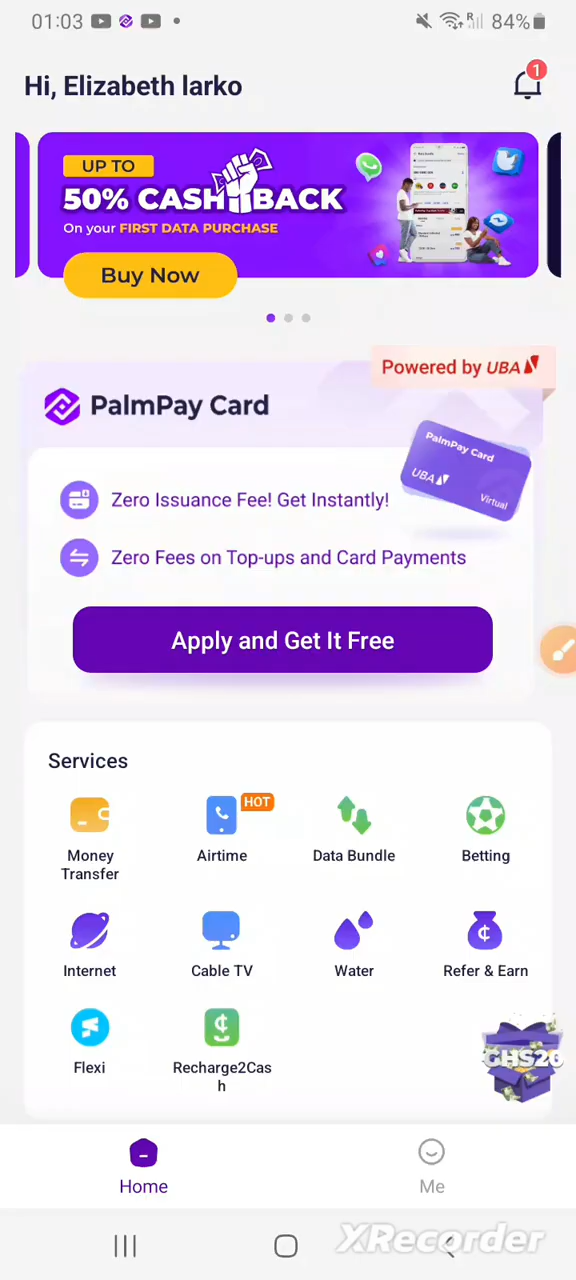 01:03
84%
Hi, Elizabeth larko
1
UP TO
50% CASHBACK
On your FIRST DATA PURCHASE
Buy Now
Powered by UBA
PalmPay Card
PalmPay Card
UBA
Virtual
Zero Issuance Fee! Get Instantly!
Zero Fees on Top-ups and Card Payments
Apply and Get It Free
Services
HOT
Money
Transfer
Airtime
Data Bundle
Betting
Internet
Cable TV
Water
Refer & Earn
Flexi
Recharge2Cas
h
GHS20
Home
Me
XRecorder